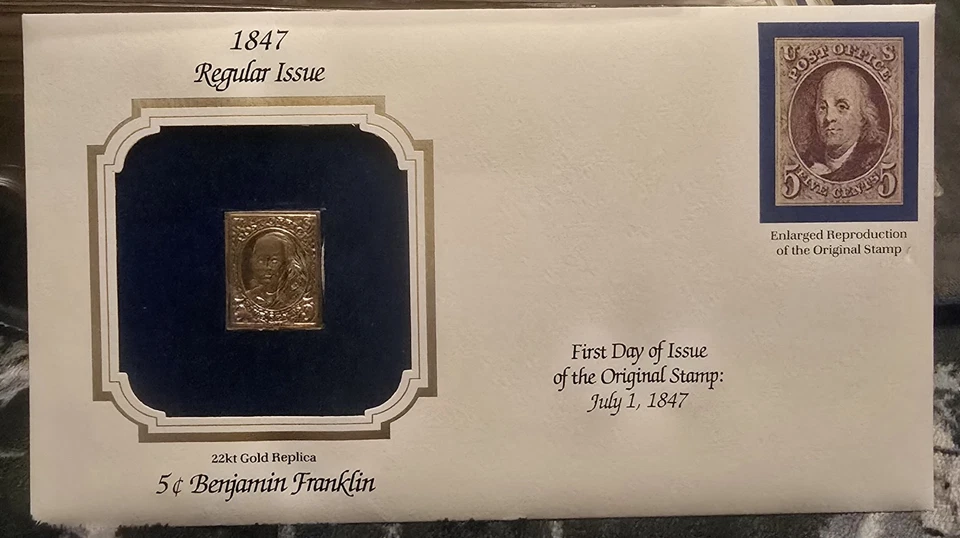 1847
Regular Issue
U S
POST OFFICE
FIVE CENTS
5 5
Enlarged Reproduction
of the Original Stamp
First Day of Issue
of the Original Stamp:
July 1, 1847
22kt Gold Replica
5¢ Benjamin Franklin